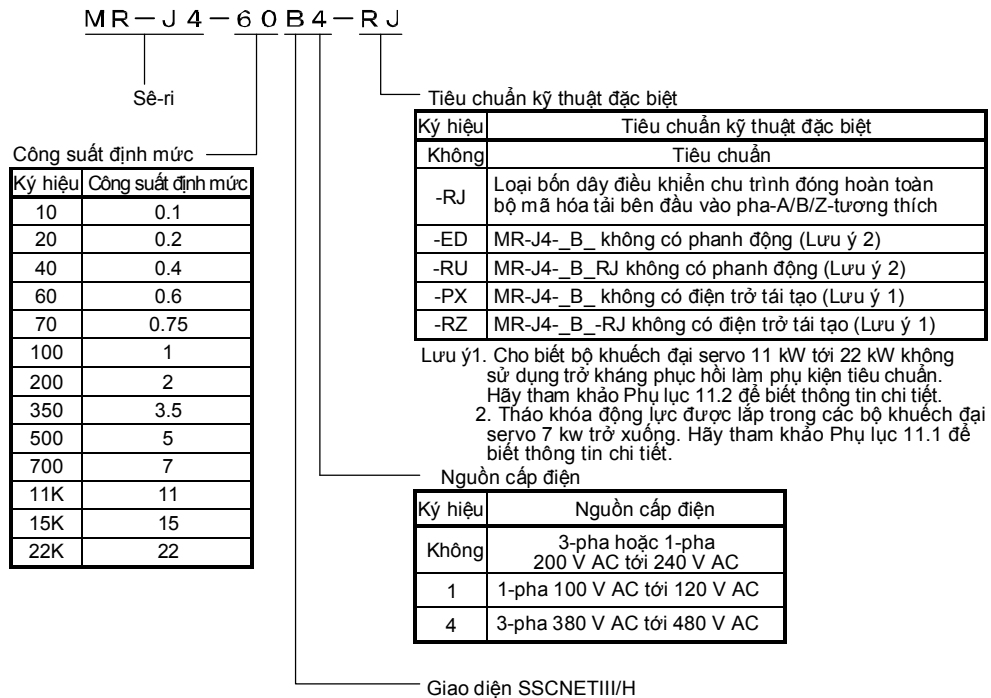 MR-J4-60B4-RJ
Sê-ri
Công suất định mức
Ký hiệu Công suất định mức
10 0.1
20 0.2
40 0.4
60 0.6
70 0.75
100 1
200 2
350 3.5
500 5
700 7
11K 11
15K 15
22K 22
Tiêu chuẩn kỹ thuật đặc biệt
Ký hiệu Tiêu chuẩn kỹ thuật đặc biệt
Không Tiêu chuẩn
-RJ Loại bốn dây điều khiển chu trình đóng hoàn toàn
bộ mã hóa tải bên đầu vào pha-A/B/Z-tương thích
-ED MR-J4-_B_ không có phanh động (Lưu ý 2)
-RU MR-J4-_B_RJ không có phanh động (Lưu ý 2)
-PX MR-J4-_B_ không có điện trở tái tạo (Lưu ý 1)
-RZ MR-J4-_B_-RJ không có điện trở tái tạo (Lưu ý 1)
Lưu ý1. Cho biết bộ khuếch đại servo 11 kW tới 22 kW không
sử dụng trở kháng phục hồi làm phụ kiện tiêu chuẩn.
Hãy tham khảo Phụ lục 11.2 để biết thông tin chi tiết.
2. Tháo khóa động lực được lắp trong các bộ khuếch đại
servo 7 kw trở xuống. Hãy tham khảo Phụ lục 11.1 để
biết thông tin chi tiết.
Nguồn cấp điện
Ký hiệu Nguồn cấp điện
Không 3-pha hoặc 1-pha
200 V AC tới 240 V AC
1 1-pha 100 V AC tới 120 V AC
4 3-pha 380 V AC tới 480 V AC
Giao diện SSCNETIII/H